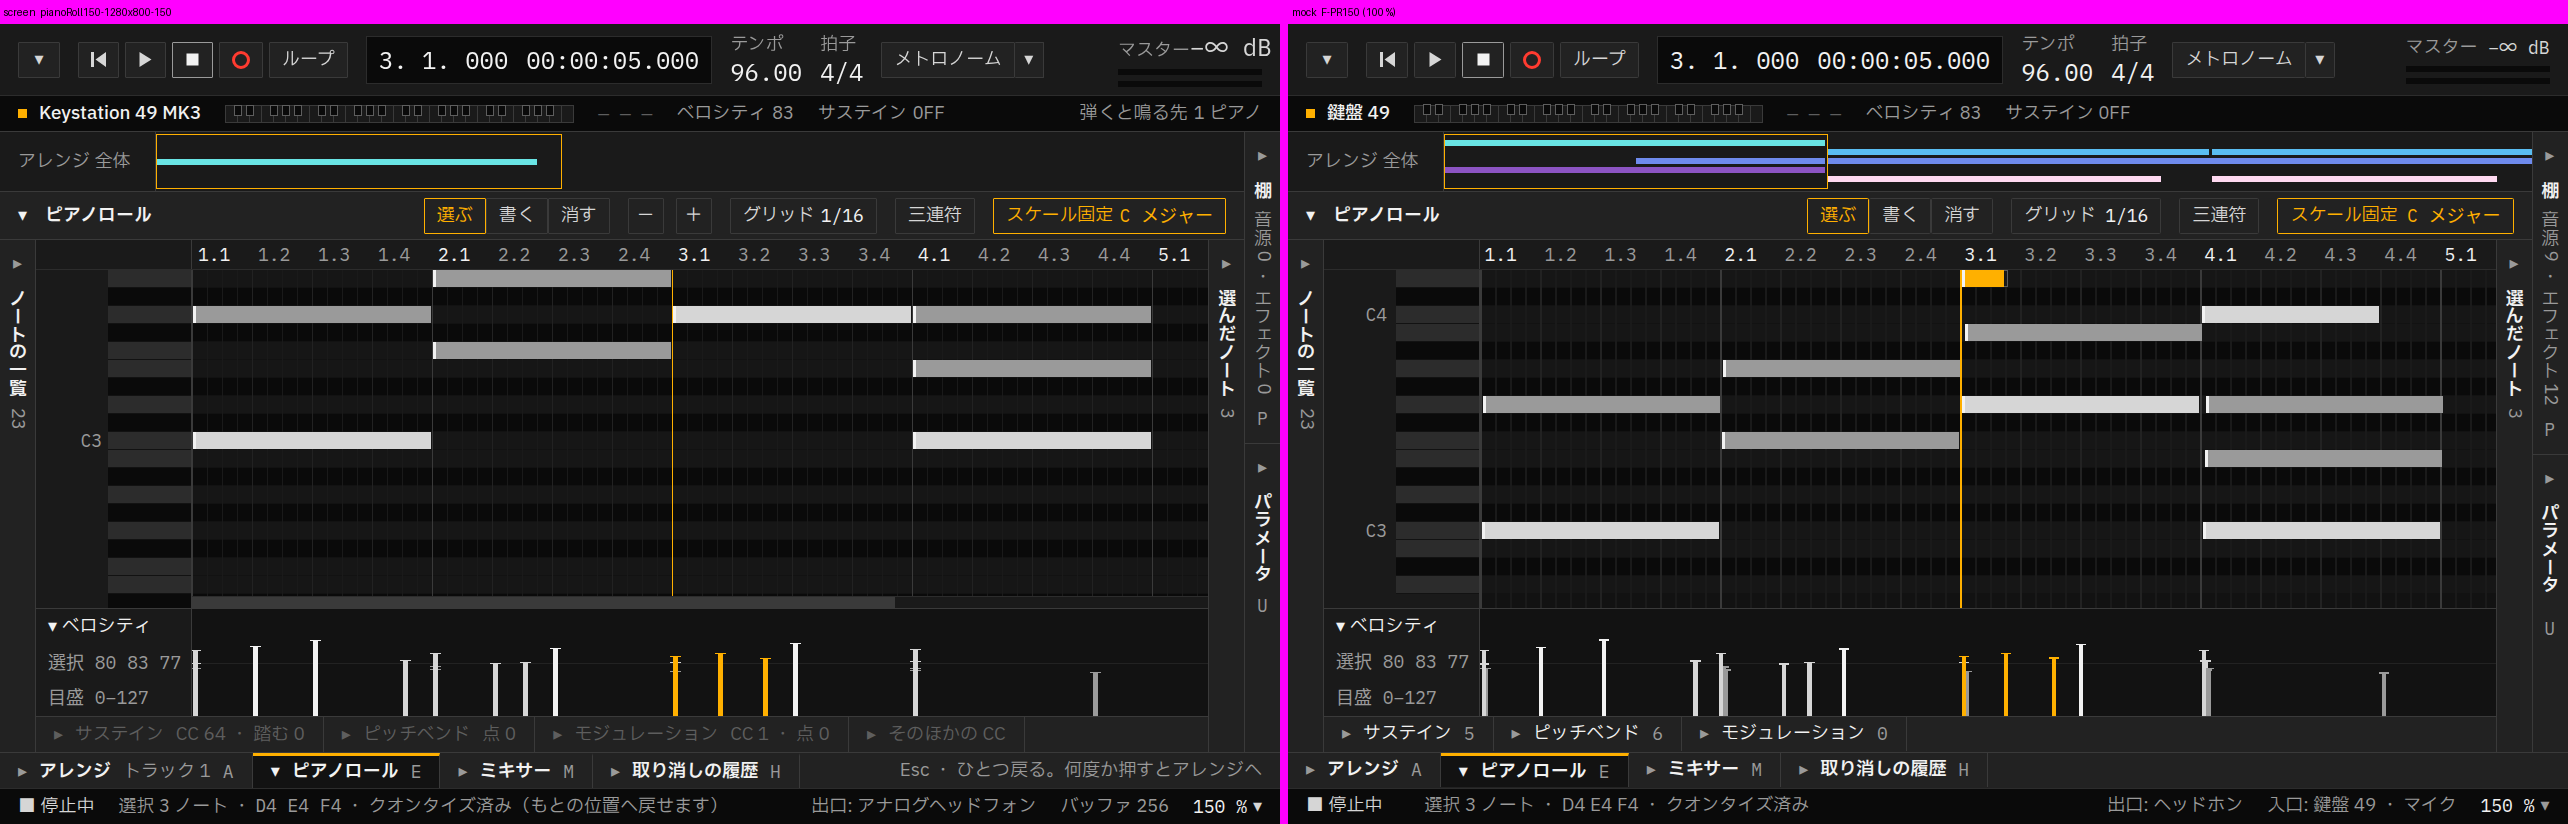 screen pianoRoll150-1280x800-150
▼ ループ 3. 1. 000 00:00:05.000 テンポ 96.00 拍子 4/4 メトロノーム ▼ マスター −∞ dB
Keystation 49 MK3 — — — ベロシティ 83 サステイン OFF 弾くと鳴る先 1 ピアノ
アレンジ 全体
▼ ピアノロール 選ぶ 書く 消す − + グリッド 1/16 三連符 スケール固定 C メジャー
1.1 1.2 1.3 1.4 2.1 2.2 2.3 2.4 3.1 3.2 3.3 3.4 4.1 4.2 4.3 4.4 5.1
▶ ノートの一覧 23
C3
▶ 選んだノート 3
▶ 棚 音源 0 · エフェクト 0 P
▶ パラメータ U
▼ ベロシティ
選択 80 83 77
目盛 0–127
▶ サステイン CC 64 · 踏む 0 ▶ ピッチベンド 点 0 ▶ モジュレーション CC 1 · 点 0 ▶ そのほかの CC
▶ アレンジ トラック 1 A ▼ ピアノロール E ▶ ミキサー M ▶ 取り消しの履歴 H Esc · ひとつ戻る。何度か押すとアレンジへ
■ 停止中 選択 3 ノート · D4 E4 F4 · クオンタイズ済み（もとの位置へ戻せます） 出口: アナログヘッドフォン バッファ 256 150 % ▼
mock F-PR150 (100%)
▼ ループ 3. 1. 000 00:00:05.000 テンポ 96.00 拍子 4/4 メトロノーム ▼ マスター −∞ dB
鍵盤 49 — — — ベロシティ 83 サステイン OFF
アレンジ 全体
▼ ピアノロール 選ぶ 書く 消す グリッド 1/16 三連符 スケール固定 C メジャー
1.1 1.2 1.3 1.4 2.1 2.2 2.3 2.4 3.1 3.2 3.3 3.4 4.1 4.2 4.3 4.4 5.1
▶ ノートの一覧 23
C4
C3
▶ 選んだノート 3
▶ 棚 音源 9 · エフェクト 12 P
▶ パラメータ U
▼ ベロシティ
選択 80 83 77
目盛 0–127
▶ サステイン 5 ▶ ピッチベンド 6 ▶ モジュレーション 0
▶ アレンジ A ▼ ピアノロール E ▶ ミキサー M ▶ 取り消しの履歴 H
■ 停止中 選択 3 ノート · D4 E4 F4 · クオンタイズ済み 出口: ヘッドホン 入口: 鍵盤 49 · マイク 150 % ▼